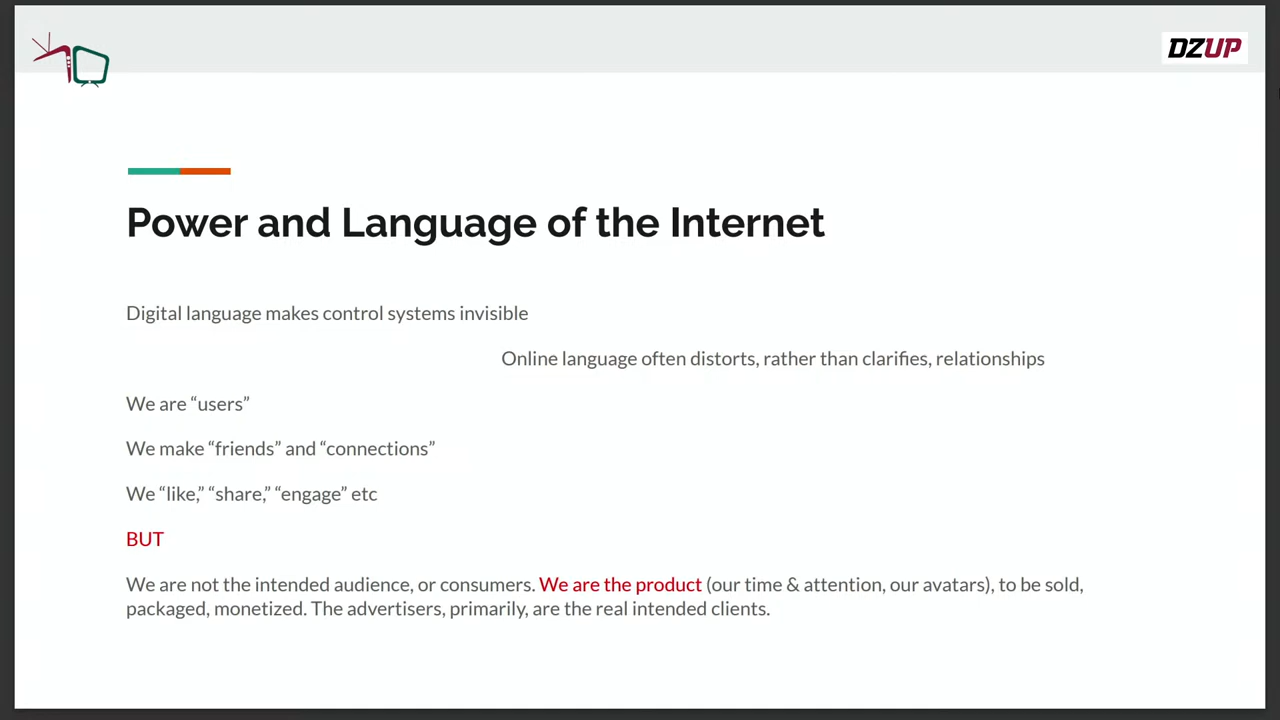 DZUP
Power and Language of the Internet
Digital language makes control systems invisible
Online language often distorts, rather than clarifies, relationships
We are “users”
We make “friends” and “connections”
We “like,” “share,” “engage” etc
BUT
We are not the intended audience, or consumers. We are the product (our time & attention, our avatars), to be sold,
packaged, monetized. The advertisers, primarily, are the real intended clients.